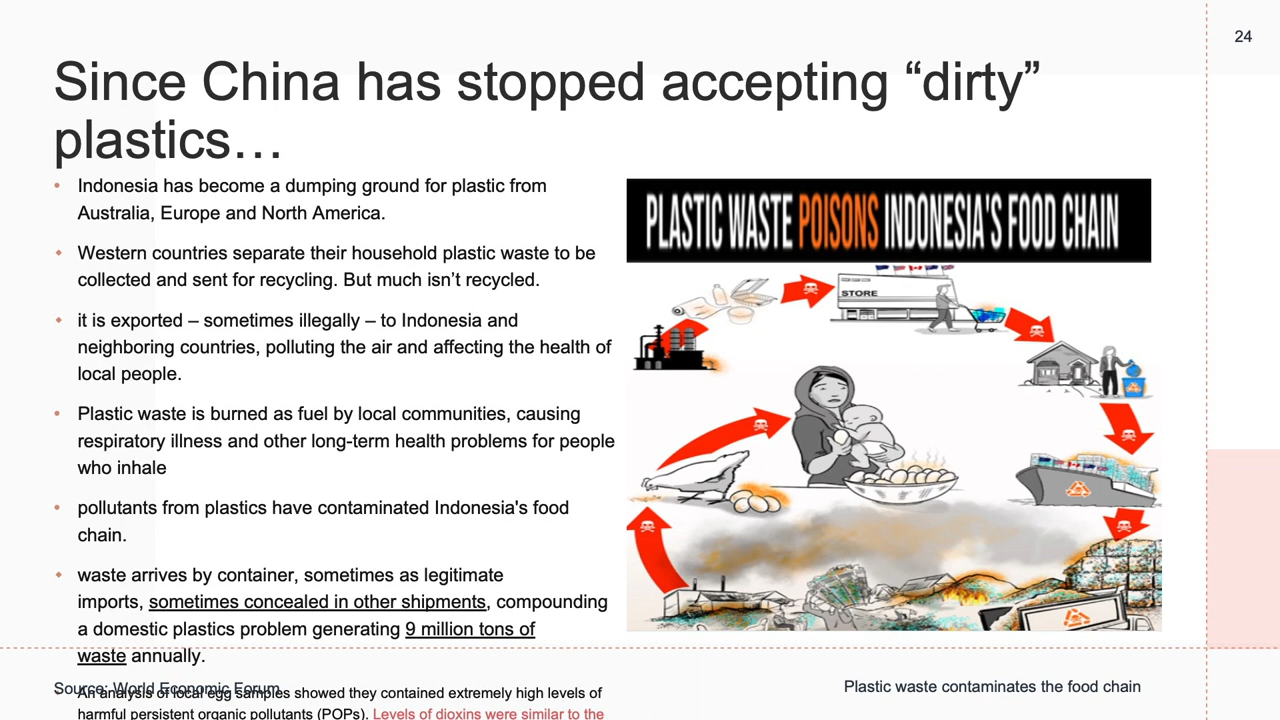 24
Since China has stopped accepting “dirty”
plastics…
• Indonesia has become a dumping ground for plastic from
Australia, Europe and North America.
• Western countries separate their household plastic waste to be
collected and sent for recycling. But much isn’t recycled.
• it is exported – sometimes illegally – to Indonesia and
neighboring countries, polluting the air and affecting the health of
local people.
• Plastic waste is burned as fuel by local communities, causing
respiratory illness and other long-term health problems for people
who inhale
• pollutants from plastics have contaminated Indonesia's food
chain.
• waste arrives by container, sometimes as legitimate
imports, sometimes concealed in other shipments, compounding
a domestic plastics problem generating 9 million tons of
waste annually.
• An analysis of local egg samples showed they contained extremely high levels of
harmful persistent organic pollutants (POPs). Levels of dioxins were similar to the
PLASTIC WASTE POISONS INDONESIA'S FOOD CHAIN
STORE
Source: World Economic Forum
Plastic waste contaminates the food chain